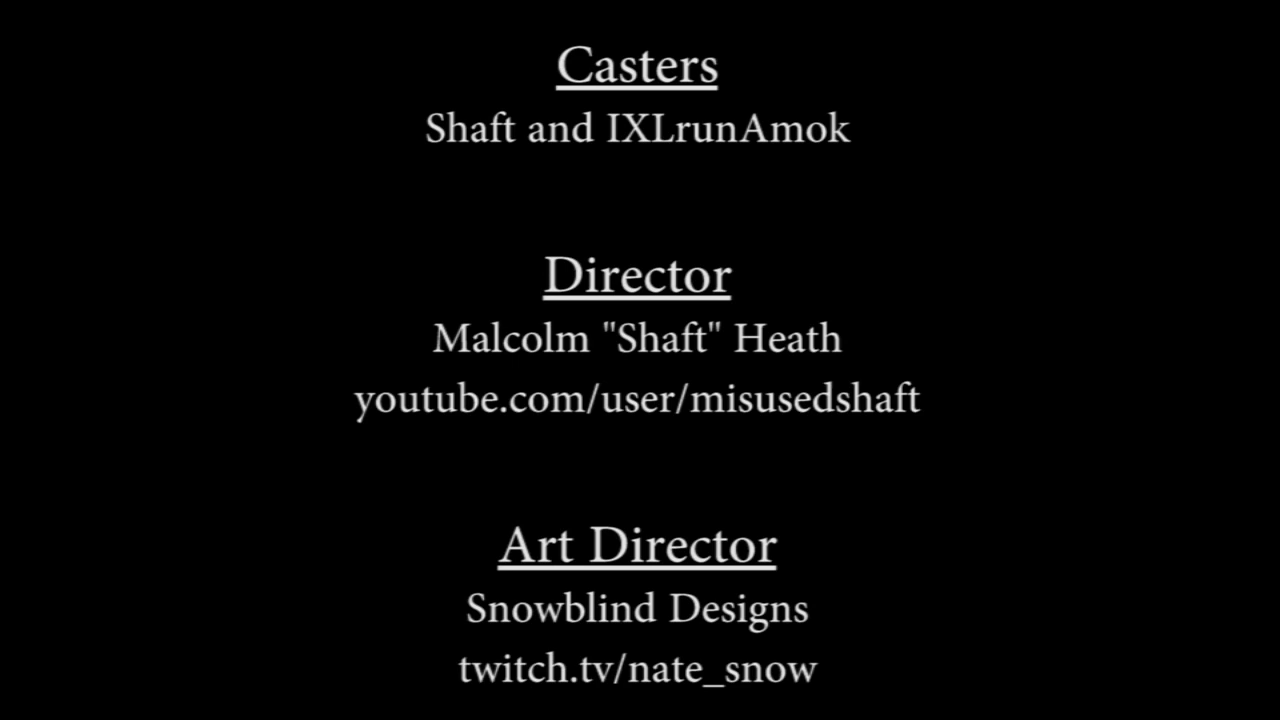 Casters
Shaft and IXLrunAmok
Director
Malcolm "Shaft" Heath
youtube.com/user/misusedshaft
Art Director
Snowblind Designs
twitch.tv/nate_snow